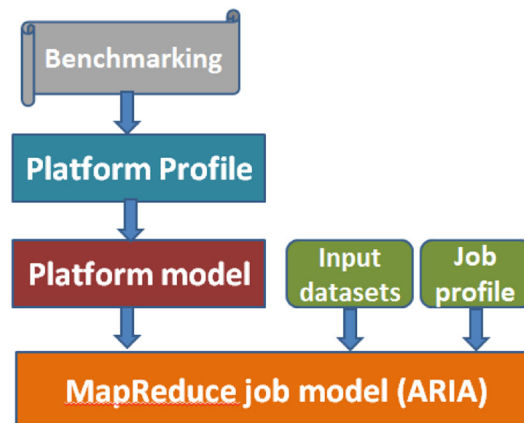 Benchmarking
Platform Profile
Platform model
Input
datasets
Job
profile
MapReduce job model (ARIA)